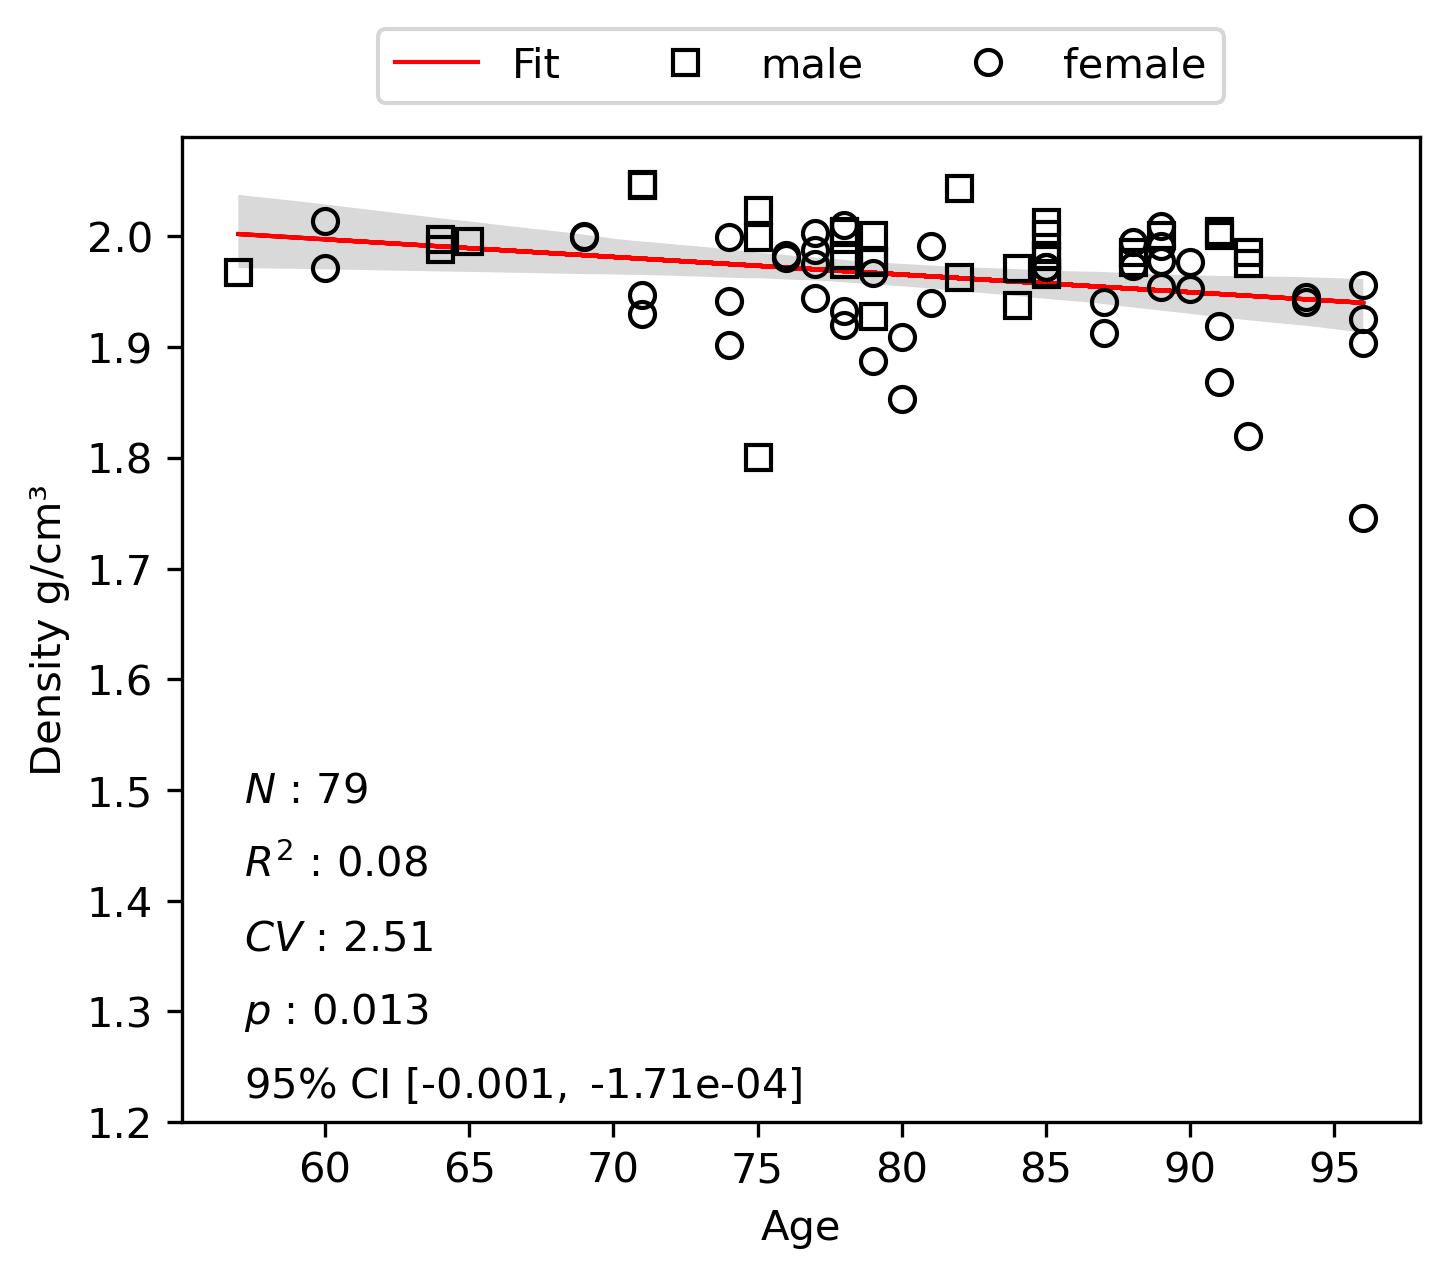 Fit male female
2.0
1.9
1.8
1.7
1.6
1.5
1.4
1.3
1.2
Density g/cm³
N : 79
R² : 0.08
CV : 2.51
p : 0.013
95% CI [-0.001, -1.71e-04]
60 65 70 75 80 85 90 95
Age